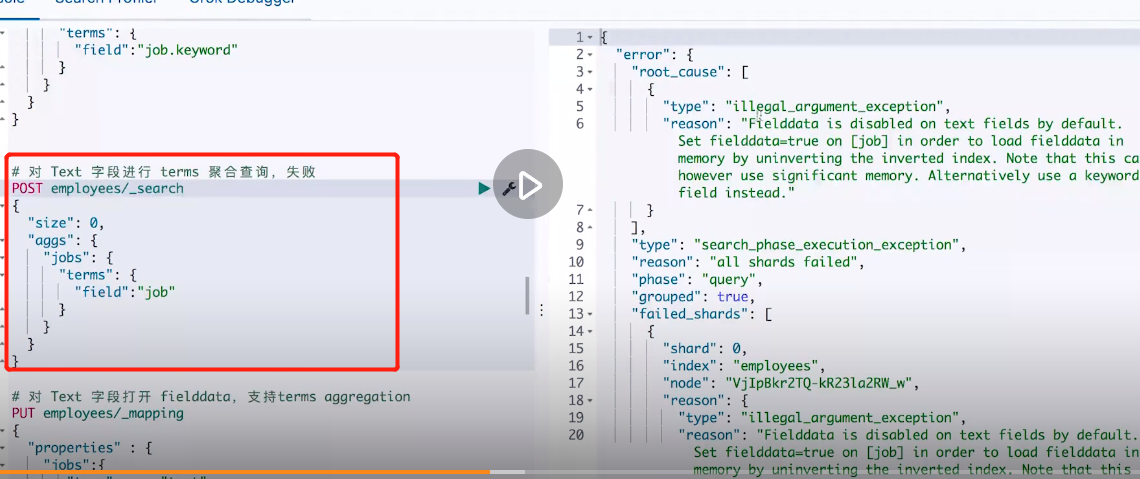 Search Profiler
Grok Debugger
"terms": {
"field":"job.keyword"
}
}
}
}
# 对 Text 字段进行 terms 聚合查询，失败
POST employees/_search
{
"size": 0,
"aggs": {
"jobs": {
"terms": {
"field":"job"
}
}
}
}
# 对 Text 字段打开 fielddata，支持terms aggregation
PUT employees/_mapping
{
"properties" : {
"jobs":{
1 {
2 "error": {
3 "root_cause": [
4 {
5 "type": "illegal_argument_exception",
6 "reason": "Fielddata is disabled on text fields by default.
Set fielddata=true on [job] in order to load fielddata in
memory by uninverting the inverted index. Note that this ca
however use significant memory. Alternatively use a keyword
field instead."
7 }
8 ],
9 "type": "search_phase_execution_exception",
10 "reason": "all shards failed",
11 "phase": "query",
12 "grouped": true,
13 "failed_shards": [
14 {
15 "shard": 0,
16 "index": "employees",
17 "node": "VjIpBkr2TQ-kR23la2RW_w",
18 "reason": {
19 "type": "illegal_argument_exception",
20 "reason": "Fielddata is disabled on text fields by default.
Set fielddata=true on [job] in order to load fielddata in
memory by uninverting the inverted index. Note that this